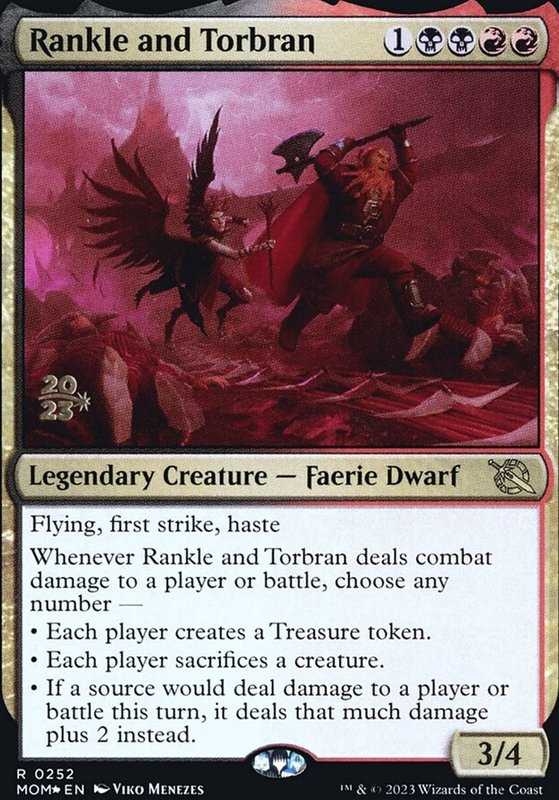 Rankle and Torbran 1
20
23
Legendary Creature — Faerie Dwarf
Flying, first strike, haste
Whenever Rankle and Torbran deals combat
damage to a player or battle, choose any
number —
• Each player creates a Treasure token.
• Each player sacrifices a creature.
• If a source would deal damage to a player or
battle this turn, it deals that much damage
plus 2 instead.
3/4
R 0252
MOM★EN VIKO MENEZES
™ & © 2023 Wizards of the Coast